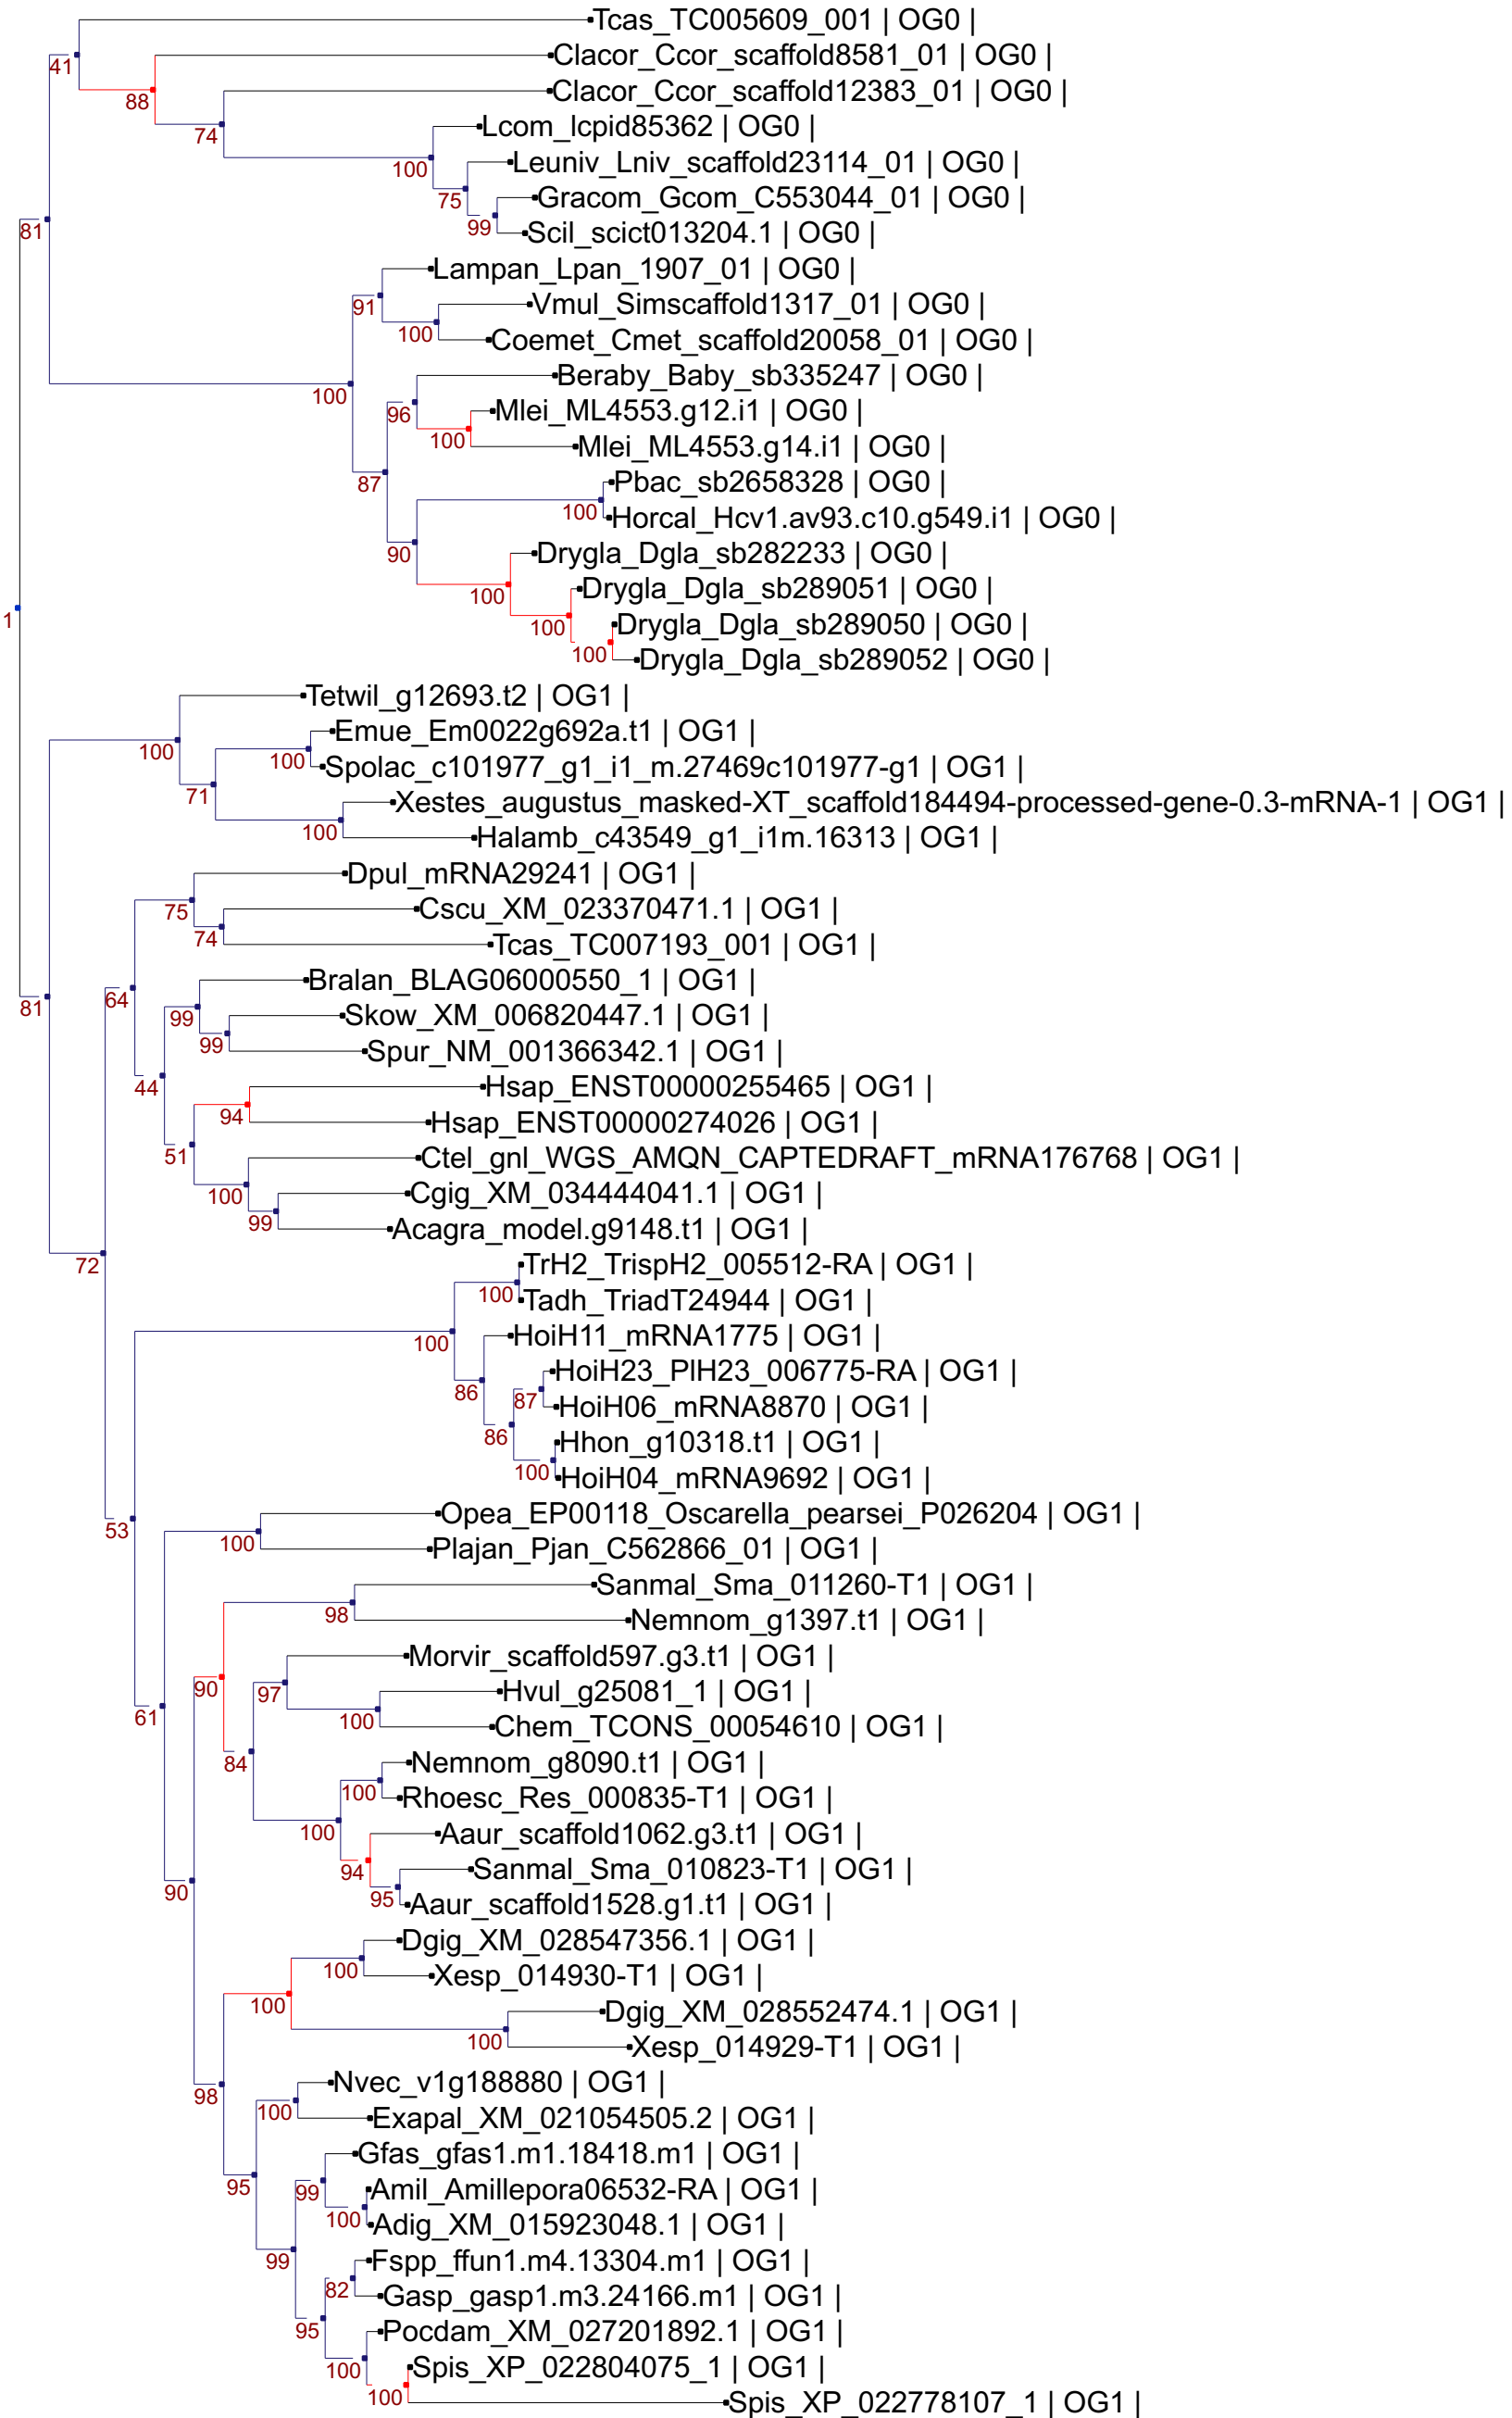 Tcas_TC005609_001 | OG0 |
41
Clacor_Ccor_scaffold8581_01 | OG0 |
88
Clacor_Ccor_scaffold12383_01 | OG0 |
74
Lcom_lcpid85362 | OG0 |
100
Leuniv_Lniv_scaffold23114_01 | OG0 |
75
Gracom_Gcom_C553044_01 | OG0 |
99
Scil_scict013204.1 | OG0 |
81
Lampan_Lpan_1907_01 | OG0 |
91
Vmul_Simscaffold1317_01 | OG0 |
100
Coemet_Cmet_scaffold20058_01 | OG0 |
100
Beraby_Baby_sb335247 | OG0 |
96
Mlei_ML4553.g12.i1 | OG0 |
100
Mlei_ML4553.g14.i1 | OG0 |
87
Pbac_sb2658328 | OG0 |
100
Horcal_Hcv1.av93.c10.g549.i1 | OG0 |
90
Drygla_Dgla_sb282233 | OG0 |
100
Drygla_Dgla_sb289051 | OG0 |
100
Drygla_Dgla_sb289050 | OG0 |
100
Drygla_Dgla_sb289052 | OG0 |
1
Tetwil_g12693.t2 | OG1 |
100
Emue_Em0022g692a.t1 | OG1 |
100
Spolac_c101977_g1_i1_m.27469c101977-g1 | OG1 |
71
Xestes_augustus_masked-XT_scaffold184494-processed-gene-0.3-mRNA-1 | OG1 |
100
Halamb_c43549_g1_i1m.16313 | OG1 |
81
Dpul_mRNA29241 | OG1 |
75
Cscu_XM_023370471.1 | OG1 |
74
Tcas_TC007193_001 | OG1 |
64
Bralan_BLAG06000550_1 | OG1 |
99
Skow_XM_006820447.1 | OG1 |
99
Spur_NM_001366342.1 | OG1 |
44
Hsap_ENST00000255465 | OG1 |
94
Hsap_ENST00000274026 | OG1 |
51
Ctel_gnl_WGS_AMQN_CAPTEDRAFT_mRNA176768 | OG1 |
100
Cgig_XM_034444041.1 | OG1 |
99
Acagra_model.g9148.t1 | OG1 |
72
TrH2_TrispH2_005512-RA | OG1 |
100
Tadh_TriadT24944 | OG1 |
100
HoiH11_mRNA1775 | OG1 |
86
HoiH23_PlH23_006775-RA | OG1 |
87
HoiH06_mRNA8870 | OG1 |
86
Hhon_g10318.t1 | OG1 |
100
HoiH04_mRNA9692 | OG1 |
53
Opea_EP00118_Oscarella_pearsei_P026204 | OG1 |
100
Plajan_Pjan_C562866_01 | OG1 |
61
Sanmal_Sma_011260-T1 | OG1 |
98
Nemnom_g1397.t1 | OG1 |
90
Morvir_scaffold597.g3.t1 | OG1 |
97
Hvul_g25081_1 | OG1 |
100
Chem_TCONS_00054610 | OG1 |
84
Nemnom_g8090.t1 | OG1 |
100
Rhoesc_Res_000835-T1 | OG1 |
100
Aaur_scaffold1062.g3.t1 | OG1 |
94
Sanmal_Sma_010823-T1 | OG1 |
95
Aaur_scaffold1528.g1.t1 | OG1 |
90
Dgig_XM_028547356.1 | OG1 |
100
Xesp_014930-T1 | OG1 |
100
Dgig_XM_028552474.1 | OG1 |
100
Xesp_014929-T1 | OG1 |
98
Nvec_v1g188880 | OG1 |
100
Exapal_XM_021054505.2 | OG1 |
95
Gfas_gfas1.m1.18418.m1 | OG1 |
99
Amil_Amillepora06532-RA | OG1 |
100
Adig_XM_015923048.1 | OG1 |
99
Fspp_ffun1.m4.13304.m1 | OG1 |
82
Gasp_gasp1.m3.24166.m1 | OG1 |
95
Pocdam_XM_027201892.1 | OG1 |
100
Spis_XP_022804075_1 | OG1 |
100
Spis_XP_022778107_1 | OG1 |